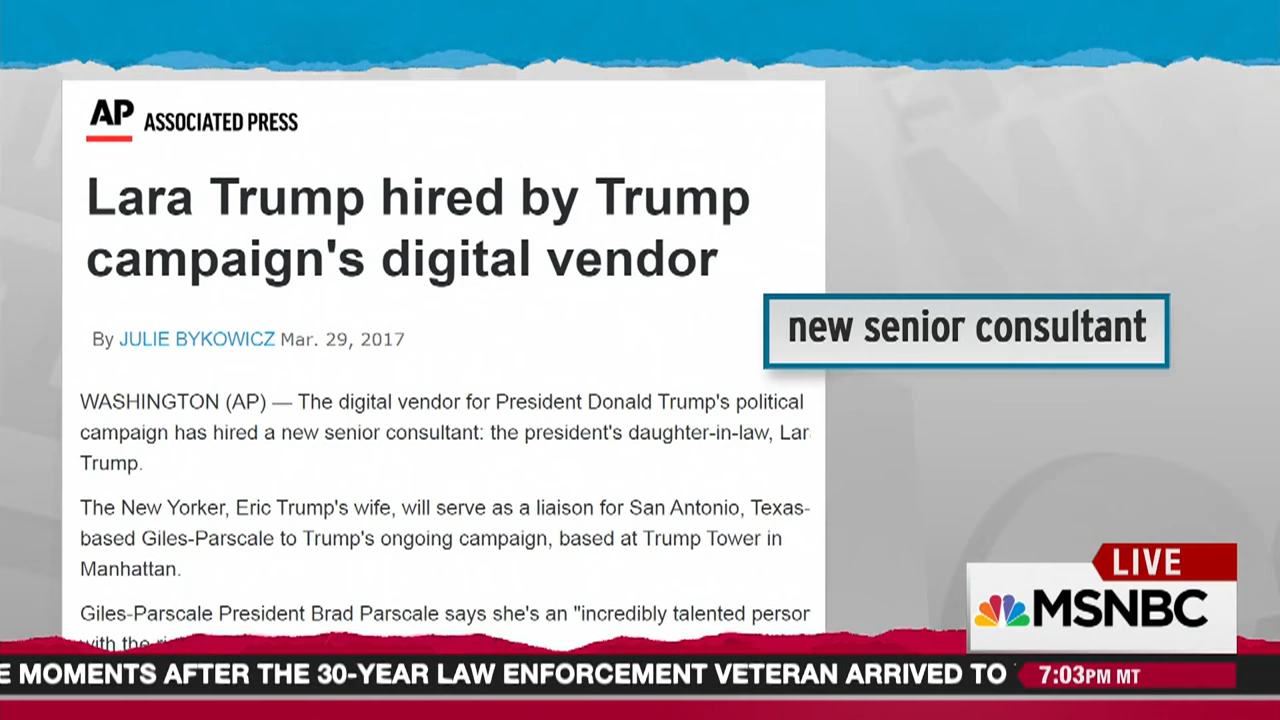 AP ASSOCIATED PRESS
Lara Trump hired by Trump
campaign's digital vendor
By JULIE BYKOWICZ Mar. 29, 2017
new senior consultant
WASHINGTON (AP) — The digital vendor for President Donald Trump's political
campaign has hired a new senior consultant: the president's daughter-in-law, Lar
Trump.
The New Yorker, Eric Trump's wife, will serve as a liaison for San Antonio, Texas-
based Giles-Parscale to Trump's ongoing campaign, based at Trump Tower in
Manhattan.
Giles-Parscale President Brad Parscale says she's an "incredibly talented person
with the
LIVE
MSNBC
E MOMENTS AFTER THE 30-YEAR LAW ENFORCEMENT VETERAN ARRIVED TO
7:03PM MT